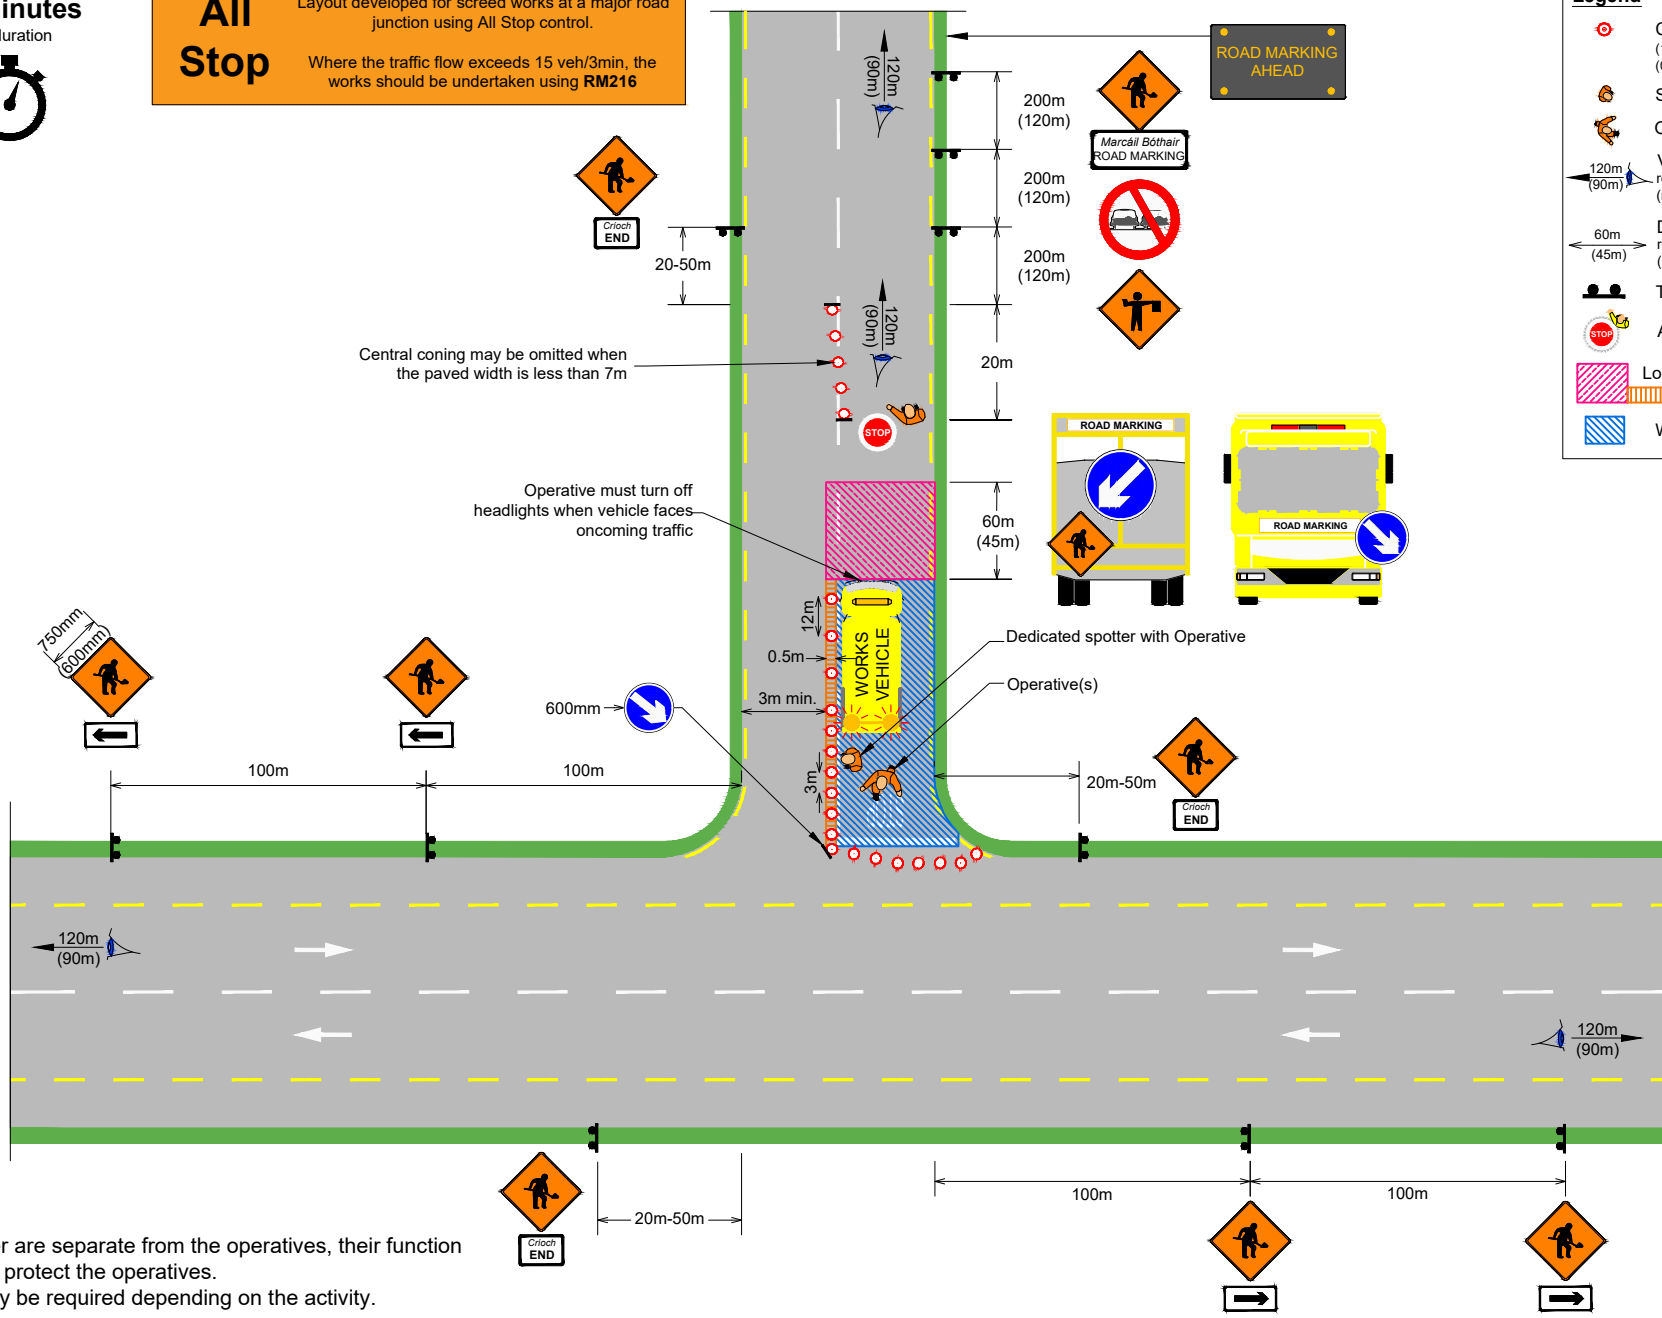 All
Stop
Layout developed for screed works at a major road
junction using All Stop control.
Where the traffic flow exceeds 15 veh/3min, the
works should be undertaken using RM216
ROAD MARKING
AHEAD
120m
(90m)
200m
(120m)
Marcáil Bóthair
ROAD MARKING
200m
(120m)
200m
(120m)
Críoch
END
20-50m
120m
(90m)
Central coning may be omitted when
the paved width is less than 7m
20m
STOP
120m
(90m)
60m
(45m)
STOP
ROAD MARKING
ROAD MARKING
Operative must turn off
headlights when vehicle faces
oncoming traffic
60m
(45m)
12m
WORKS
VEHICLE
0.5m
3m min.
3m
600mm
Dedicated spotter with Operative
Operative(s)
750mm
(600mm)
100m
100m
20m-50m
Críoch
END
120m
(90m)
120m
(90m)
Críoch
END
20m-50m
100m
100m
are separate from the operatives, their function
protect the operatives.
be required depending on the activity.